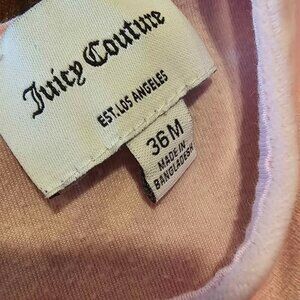 Juicy Couture
EST. LOS ANGELES
36M
MADE IN
BANGLADESH